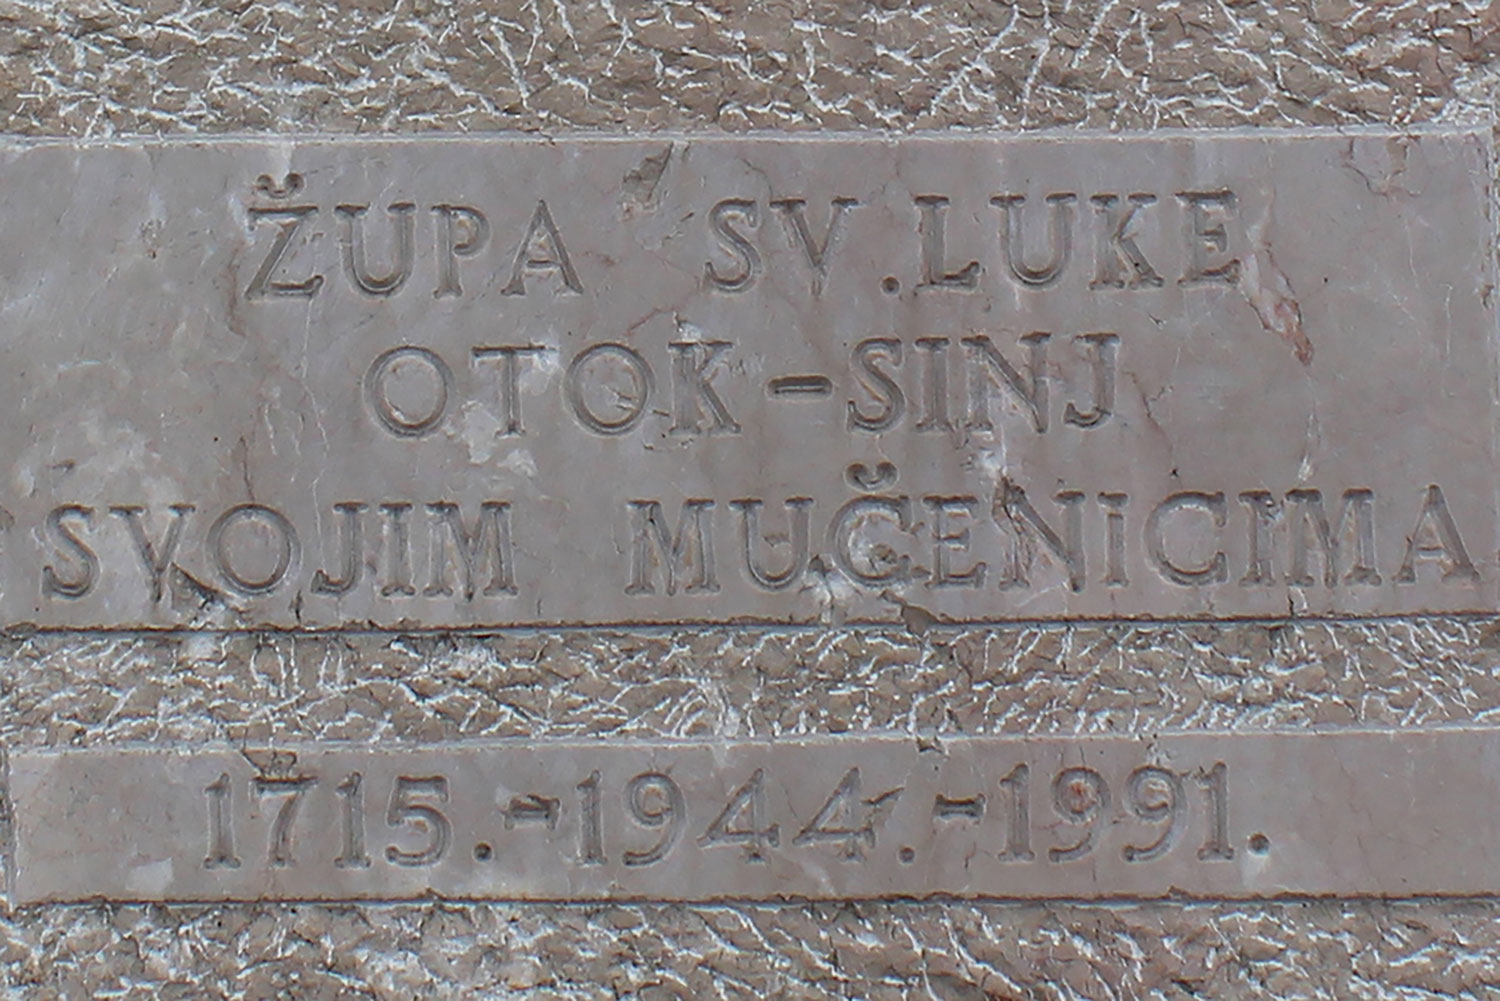 ŽUPA SV. LUKE
OTOK - SINJ
SVOJIM MUČENICIMA
1715.-1944.-1991.